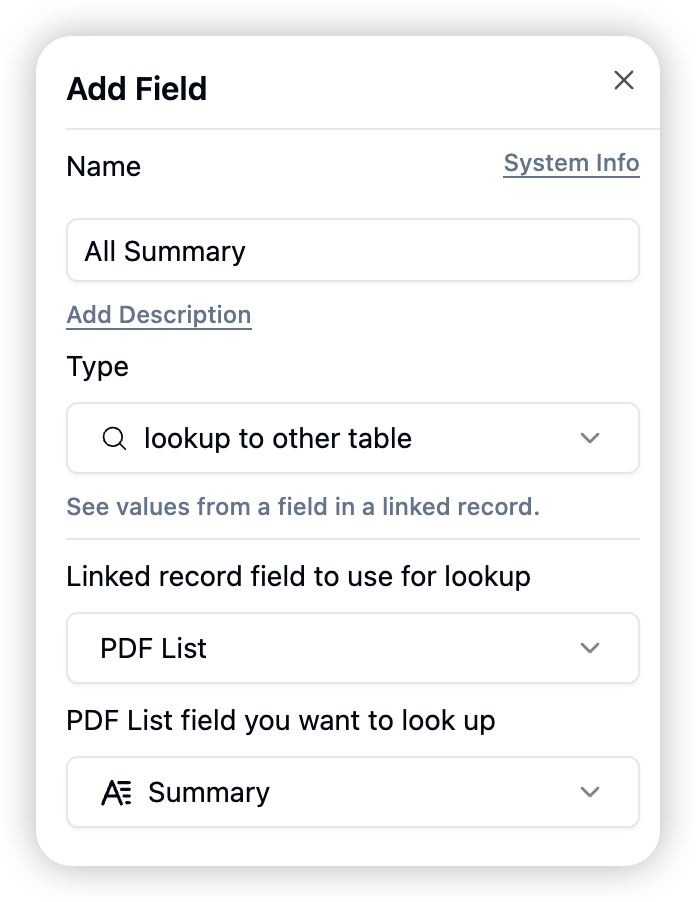 Add Field
Name
System Info
All Summary
Add Description
Type
lookup to other table
See values from a field in a linked record.
Linked record field to use for lookup
PDF List
PDF List field you want to look up
Summary